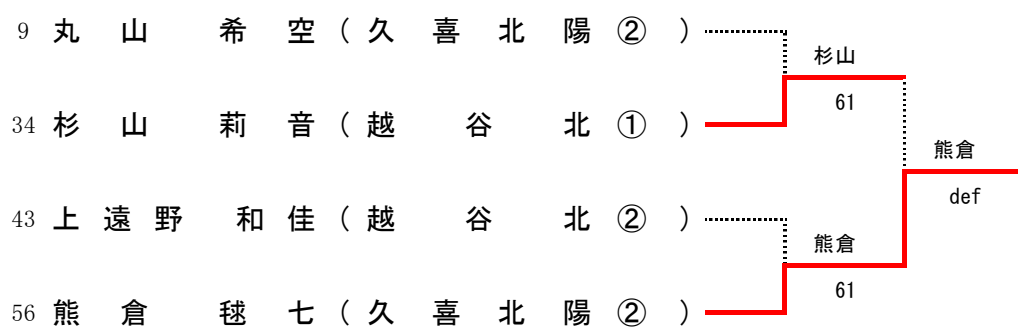 9 丸山 希空(久喜北陽②)
杉山
61
34 杉山 莉音(越谷北①)
熊倉
def
43 上遠野 和佳(越谷北②)
熊倉
61
56 熊倉 毬七(久喜北陽②)